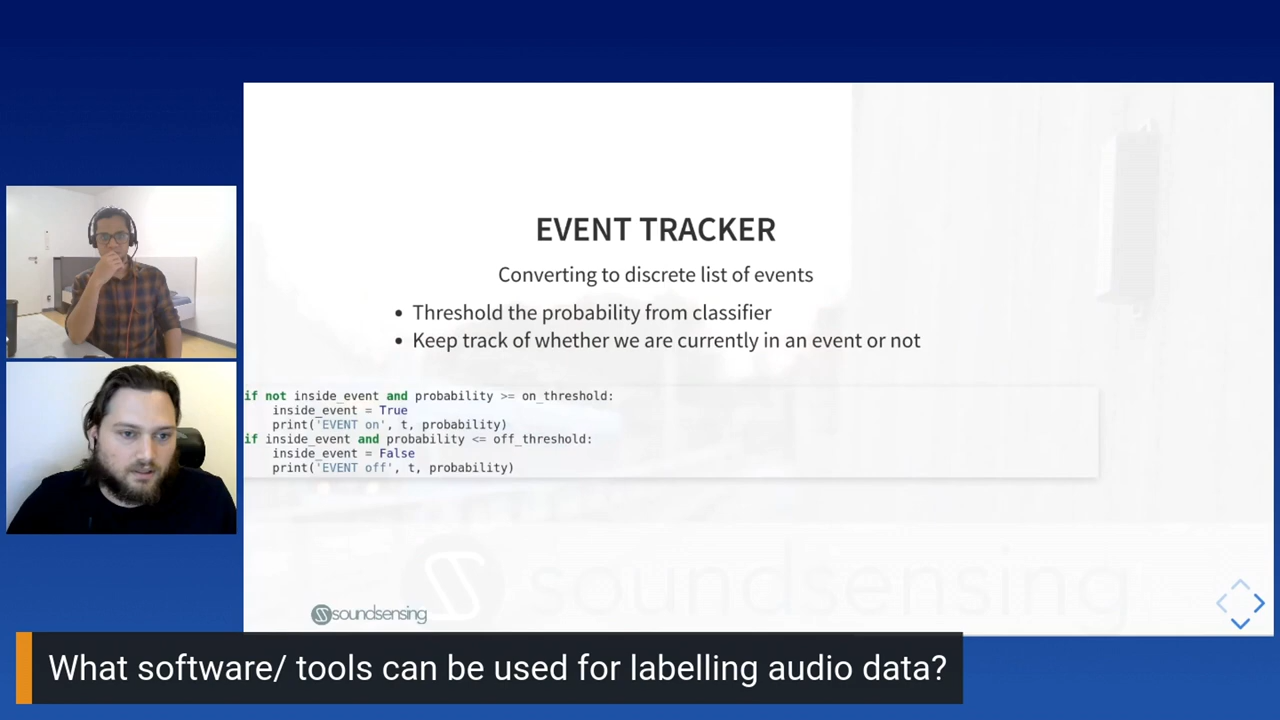 EVENT TRACKER
Converting to discrete list of events
• Threshold the probability from classifier
• Keep track of whether we are currently in an event or not
if not inside_event and probability >= on_threshold:
    inside_event = True
    print('EVENT on', t, probability)
if inside_event and probability <= off_threshold:
    inside_event = False
    print('EVENT off', t, probability)
soundsensing
soundsensing
What software/ tools can be used for labelling audio data?